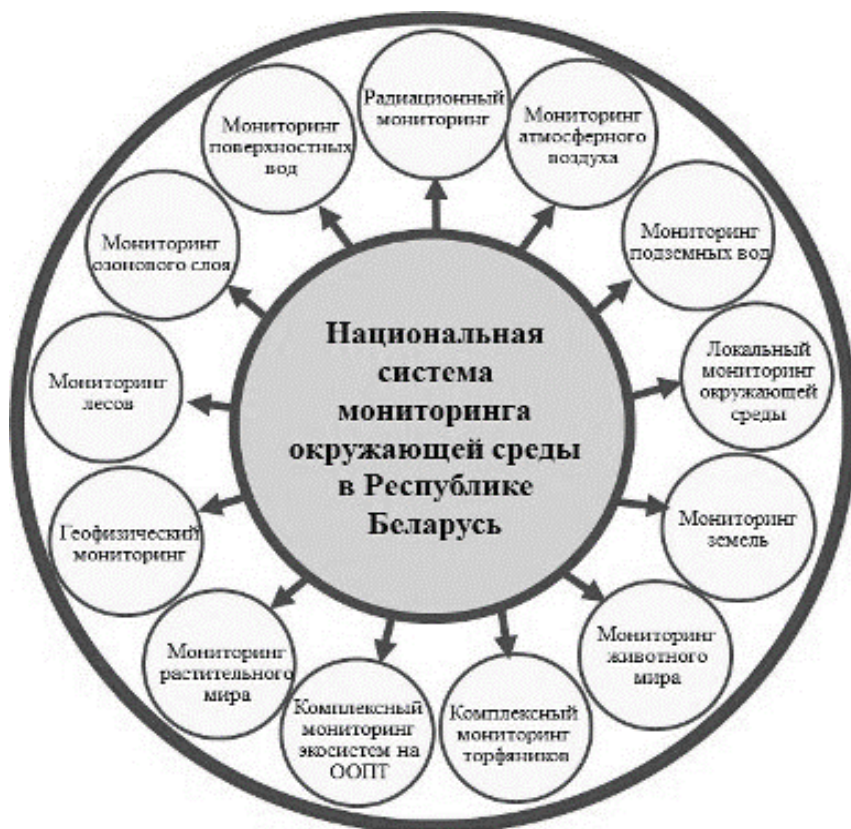 Национальная
система
мониторинга
окружающей среды
в Республике
Беларусь
Радиационный
мониторинг
Мониторинг
атмосферного
воздуха
Мониторинг
подземных вод
Локальный
мониторинг
окружающей
среды
Мониторинг
земель
Мониторинг
животного
мира
Комплексный
мониторинг
торфяников
Комплексный
мониторинг
экосистем на
ООПТ
Мониторинг
растительного
мира
Геофизический
мониторинг
Мониторинг
лесов
Мониторинг
озонового слоя
Мониторинг
поверхностных
вод